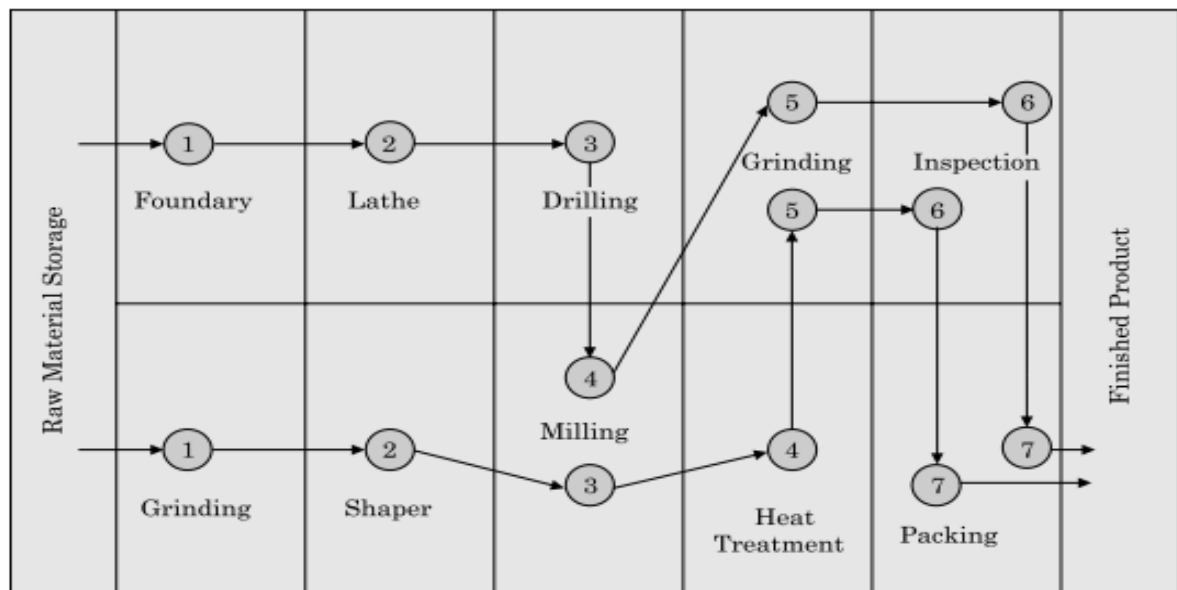 Raw Material Storage
5
6
1
2
3
Grinding
Inspection
Foundary
Lathe
Drilling
5
6
4
Milling
1
2
3
4
7
7
Grinding
Shaper
Heat
Treatment
Packing
Finished Product